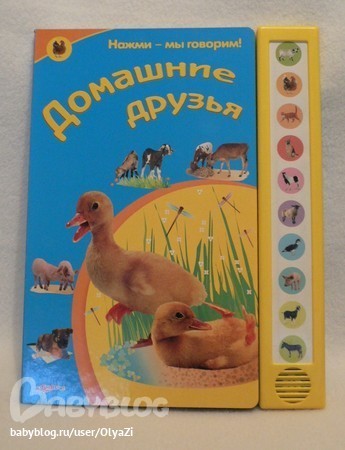 Нажми – мы говорим!
Домашние
друзья
BABYBLOG
babyblog.ru/user/OlyaZi